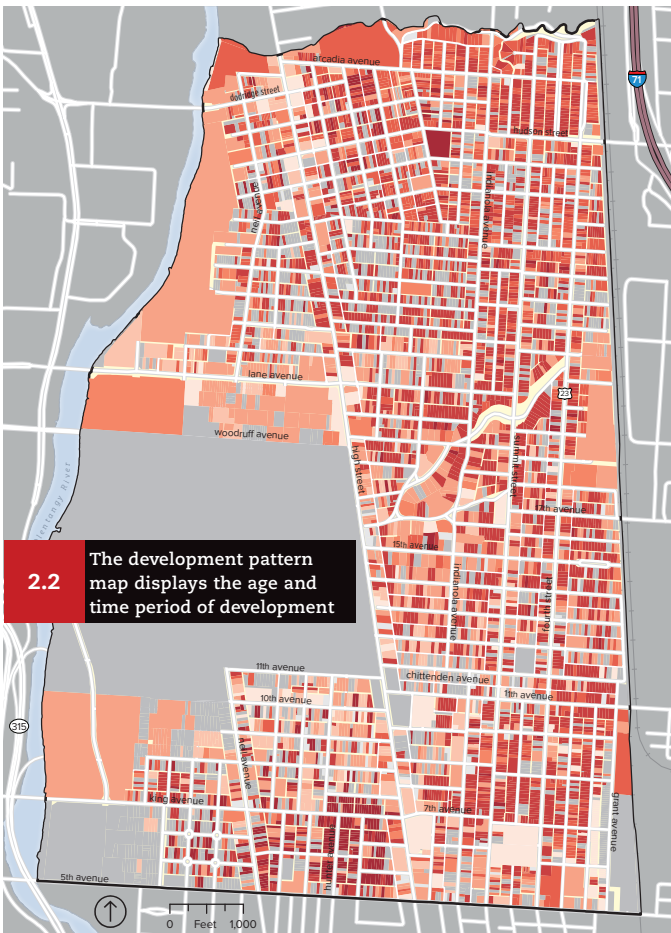 71
arcadia avenue
dodridge street
hudson street
neil avenue
indianola avenue
lane avenue
23
woodruff avenue
high street
summit street
Olentangy River
17th avenue
15th avenue
2.2
The development pattern
map displays the age and
time period of development
indianola avenue
fourth street
11th avenue
chittenden avenue
10th avenue
11th avenue
315
neil avenue
king avenue
7th avenue
grant avenue
5th avenue
0 Feet 1,000